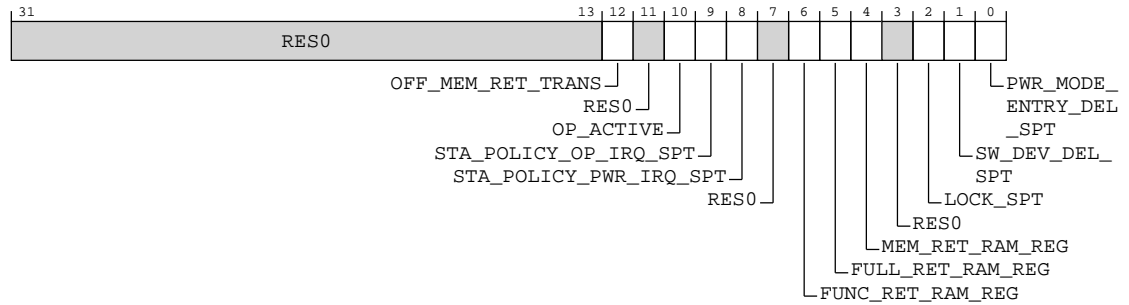 31 13 12 11 10 9 8 7 6 5 4 3 2 1 0
RES0
OFF_MEM_RET_TRANS
RES0
OP_ACTIVE
STA_POLICY_OP_IRQ_SPT
STA_POLICY_PWR_IRQ_SPT
RES0
PWR_MODE_
ENTRY_DEL
_SPT
SW_DEV_DEL_
SPT
LOCK_SPT
RES0
MEM_RET_RAM_REG
FULL_RET_RAM_REG
FUNC_RET_RAM_REG